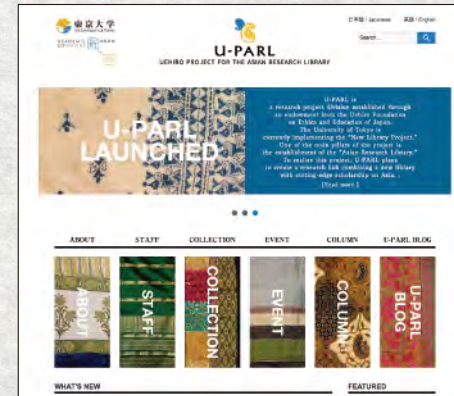 東京大学
日本語 / Japanese 英語 / English
Search...
U-PARL
UEHIRO PROJECT FOR THE ASIAN RESEARCH LIBRARY
U-PARL
LAUNCHED
U-PARL is
a research project division established through
an endowment from the Uehiro Foundation
on Ethics and Education of Japan.
The University of Tokyo is
currently implementing the "New Library Project."
One of the main pillars of the project is
the establishment of the "Asian Research Library."
To realize this project, U-PARL plans
to create a research hub combining a new library
with cutting-edge scholarship on Asia. .
[Read more ]
ABOUT STAFF COLLECTION EVENT COLUMN U-PARL BLOG
ABOUT
STAFF
COLLECTION
EVENT
COLUMN
U-PARL
BLOG
WHAT'S NEW FEATURED